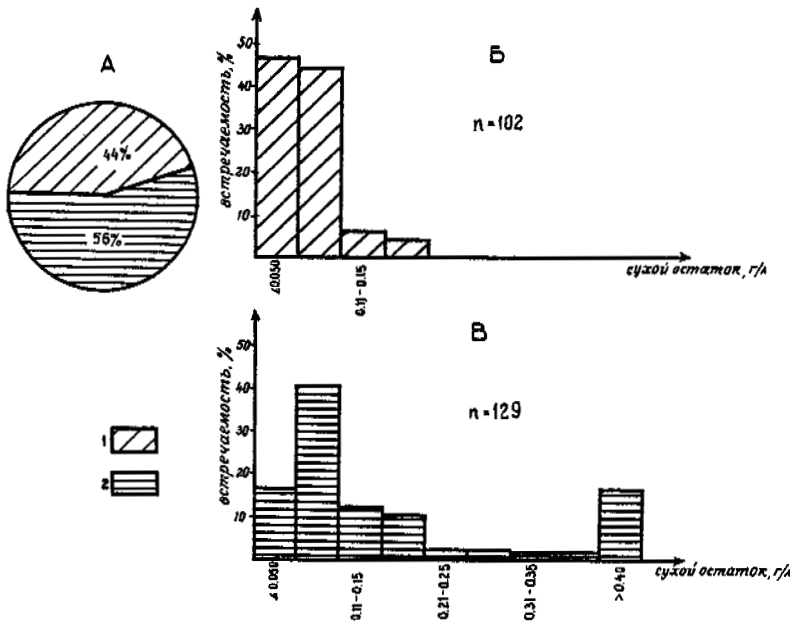 А
44%
56%
1
2
Б
n=102
встречаемость, %
50
40
30
20
10
≤0.050
0.11-0.15
сухой остаток, г/л
В
n=129
встречаемость, %
50
40
30
20
10
≤0.050
0.11-0.15
0.21-0.25
0.31-0.35
>0.40
сухой остаток, г/л